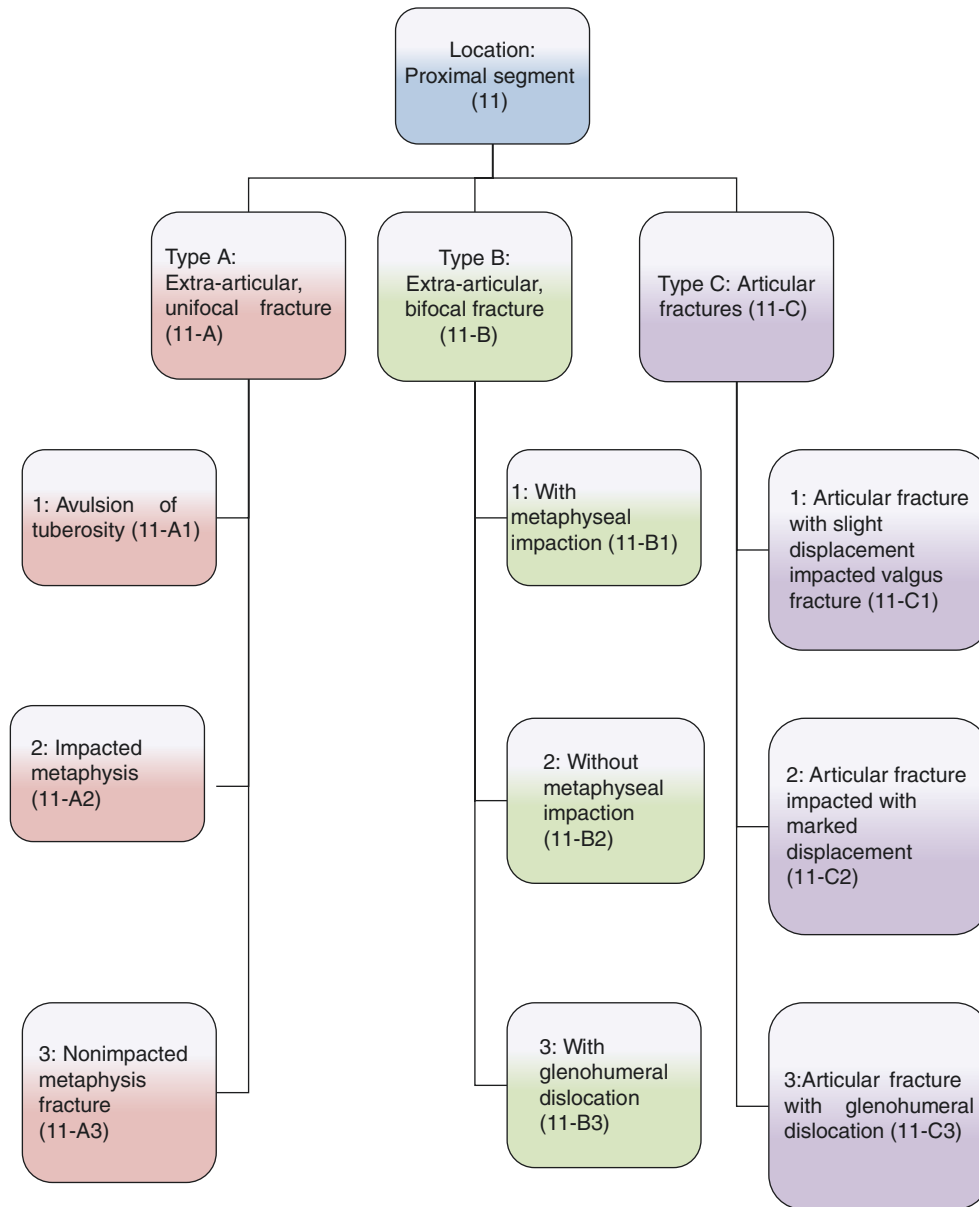 Location:
Proximal segment
(11)
Type A:
Extra-articular,
unifocal fracture
(11-A)
Type B:
Extra-articular,
bifocal fracture
(11-B)
Type C: Articular
fractures (11-C)
1: Avulsion of
tuberosity (11-A1)
1: With
metaphyseal
impaction (11-B1)
1: Articular fracture
with slight
displacement
impacted valgus
fracture (11-C1)
2: Impacted
metaphysis
(11-A2)
2: Without
metaphyseal
impaction
(11-B2)
2: Articular fracture
impacted with
marked
displacement
(11-C2)
3: Nonimpacted
metaphysis
fracture
(11-A3)
3: With
glenohumeral
dislocation
(11-B3)
3:Articular fracture
with glenohumeral
dislocation (11-C3)